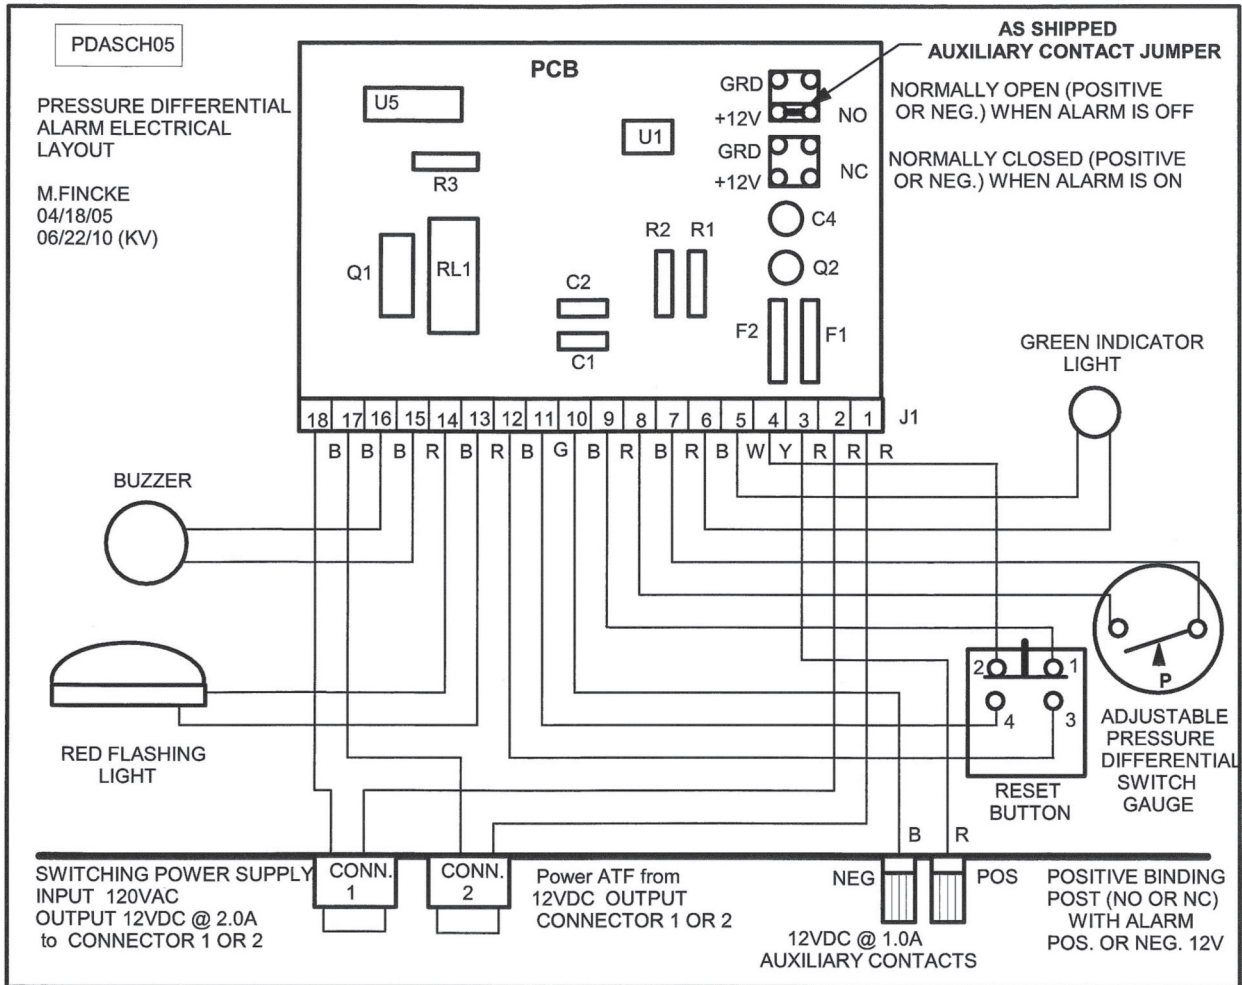 PDASCH05
PRESSURE DIFFERENTIAL
ALARM ELECTRICAL
LAYOUT
M.FINCKE
04/18/05
06/22/10 (KV)
PCB
AS SHIPPED
AUXILIARY CONTACT JUMPER
NORMALLY OPEN (POSITIVE
OR NEG.) WHEN ALARM IS OFF
NORMALLY CLOSED (POSITIVE
OR NEG.) WHEN ALARM IS ON
GRD
+12V
NO
GRD
+12V
NC
U5
U1
R3
Q1
RL1
R2
R1
C4
Q2
C2
C1
F2
F1
18 17 16 15 14 13 12 11 10 9 8 7 6 5 4 3 2 1
J1
B B B R B R B G B R B R B W Y R R R
GREEN INDICATOR
LIGHT
BUZZER
RED FLASHING
LIGHT
2
1
4
3
RESET
BUTTON
P
ADJUSTABLE
PRESSURE
DIFFERENTIAL
SWITCH
GAUGE
B
R
SWITCHING POWER SUPPLY
INPUT 120VAC
OUTPUT 12VDC @ 2.0A
to CONNECTOR 1 OR 2
CONN.
1
CONN.
2
Power ATF from
12VDC OUTPUT
CONNECTOR 1 OR 2
NEG
POS
12VDC @ 1.0A
AUXILIARY CONTACTS
POSITIVE BINDING
POST (NO OR NC)
WITH ALARM
POS. OR NEG. 12V